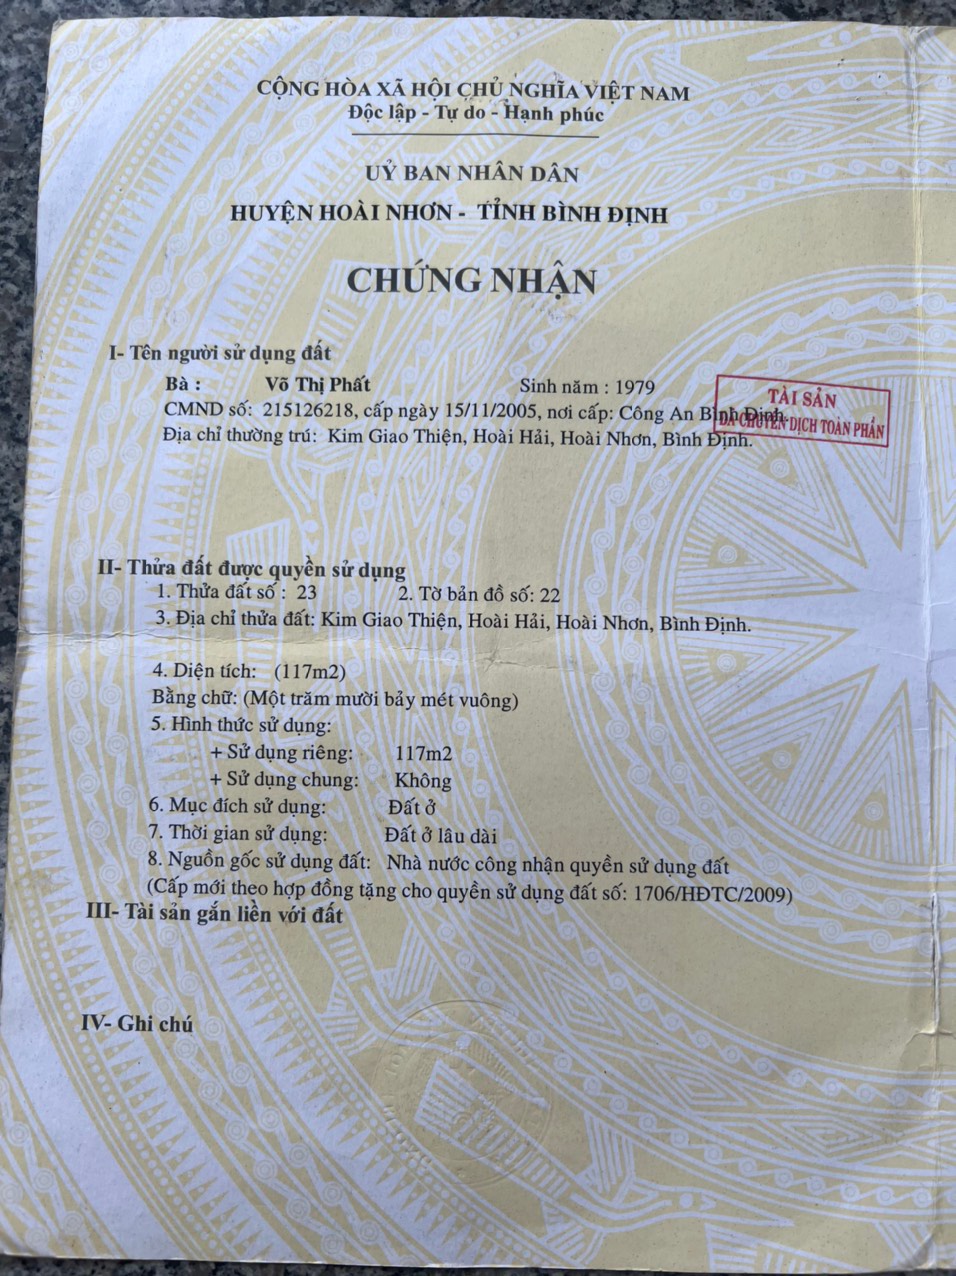 CỘNG HÒA XÃ HỘI CHỦ NGHĨA VIỆT NAM
Độc lập - Tự do - Hạnh phúc
UỶ BAN NHÂN DÂN
HUYỆN HOÀI NHƠN - TỈNH BÌNH ĐỊNH
CHỨNG NHẬN
I- Tên người sử dụng đất
Bà : Võ Thị Phất Sinh năm : 1979
CMND số: 215126218, cấp ngày 15/11/2005, nơi cấp: Công An Bình Định.
Địa chỉ thường trú: Kim Giao Thiện, Hoài Hải, Hoài Nhơn, Bình Định.
TÀI SẢN
ĐÃ CHUYỂN DỊCH TOÀN PHẦN
II- Thửa đất được quyền sử dụng
1. Thửa đất số : 23 2. Tờ bản đồ số: 22
3. Địa chỉ thửa đất: Kim Giao Thiện, Hoài Hải, Hoài Nhơn, Bình Định.
4. Diện tích: (117m2)
Bằng chữ: (Một trăm mười bảy mét vuông)
5. Hình thức sử dụng:
+ Sử dụng riêng: 117m2
+ Sử dụng chung: Không
6. Mục đích sử dụng: Đất ở
7. Thời gian sử dụng: Đất ở lâu dài
8. Nguồn gốc sử dụng đất: Nhà nước công nhận quyền sử dụng đất
(Cấp mới theo hợp đồng tặng cho quyền sử dụng đất số: 1706/HĐTC/2009)
III- Tài sản gắn liền với đất
IV- Ghi chú